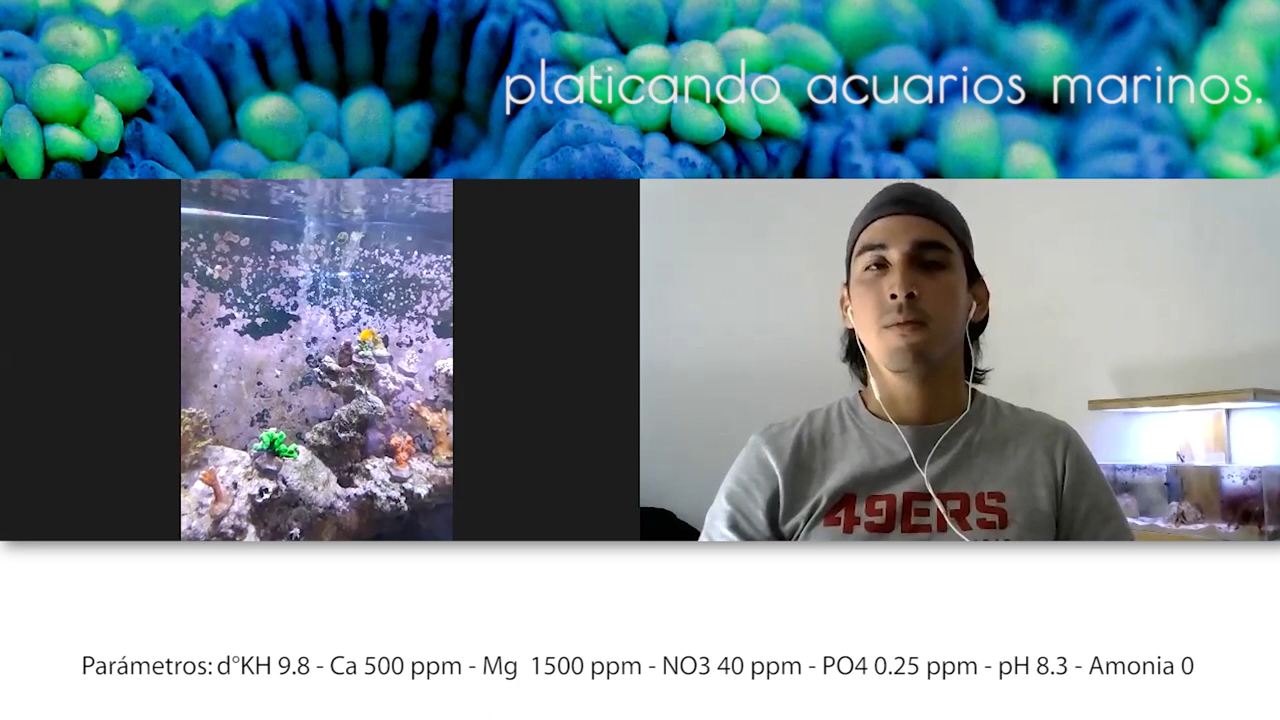 platicando acuarios marinos.
49ERS
Parámetros: d°KH 9.8 - Ca 500 ppm - Mg 1500 ppm - NO3 40 ppm - PO4 0.25 ppm - pH 8.3 - Amonia 0